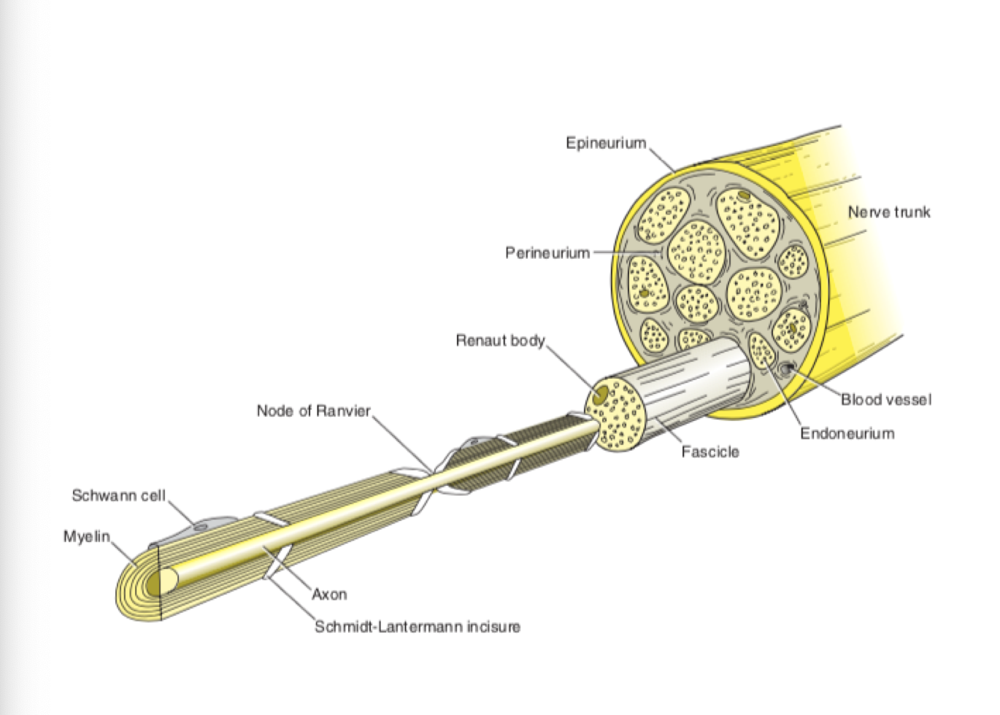 Epineurium
Nerve trunk
Perineurium
Renaut body
Blood vessel
Node of Ranvier
Endoneurium
Fascicle
Schwann cell
Myelin
Axon
Schmidt-Lantermann incisure